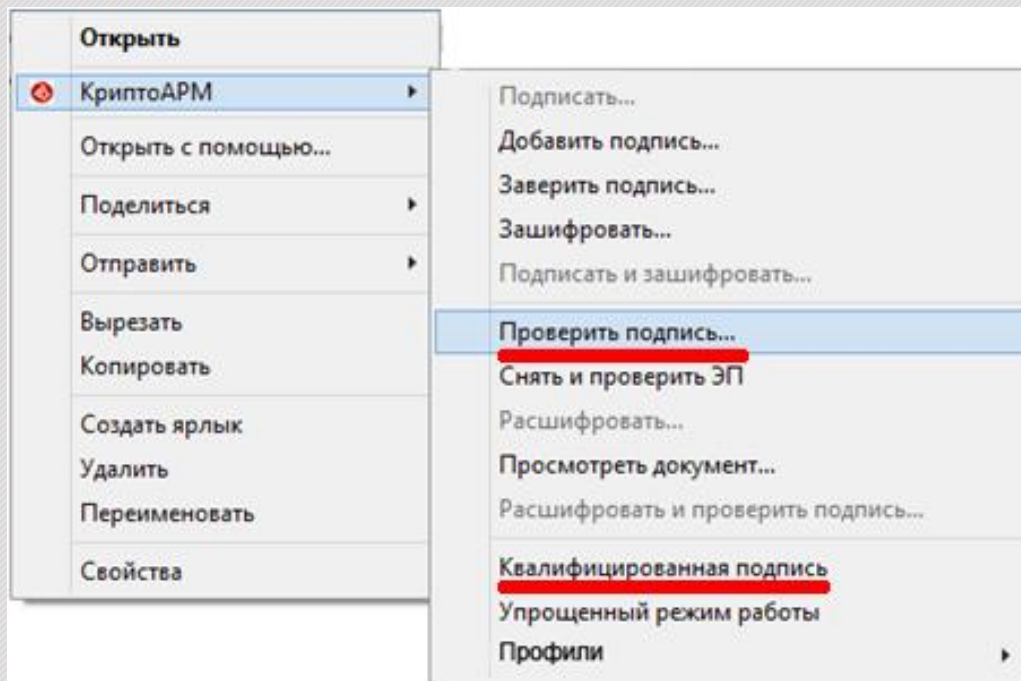 Открыть
КриптоАРМ
Открыть с помощью...
Поделиться
Отправить
Вырезать
Копировать
Создать ярлык
Удалить
Переименовать
Свойства
Подписать...
Добавить подпись...
Заверить подпись...
Зашифровать...
Подписать и зашифровать...
Проверить подпись...
Снять и проверить ЭП
Расшифровать...
Просмотреть документ...
Расшифровать и проверить подпись...
Квалифицированная подпись
Упрощенный режим работы
Профили